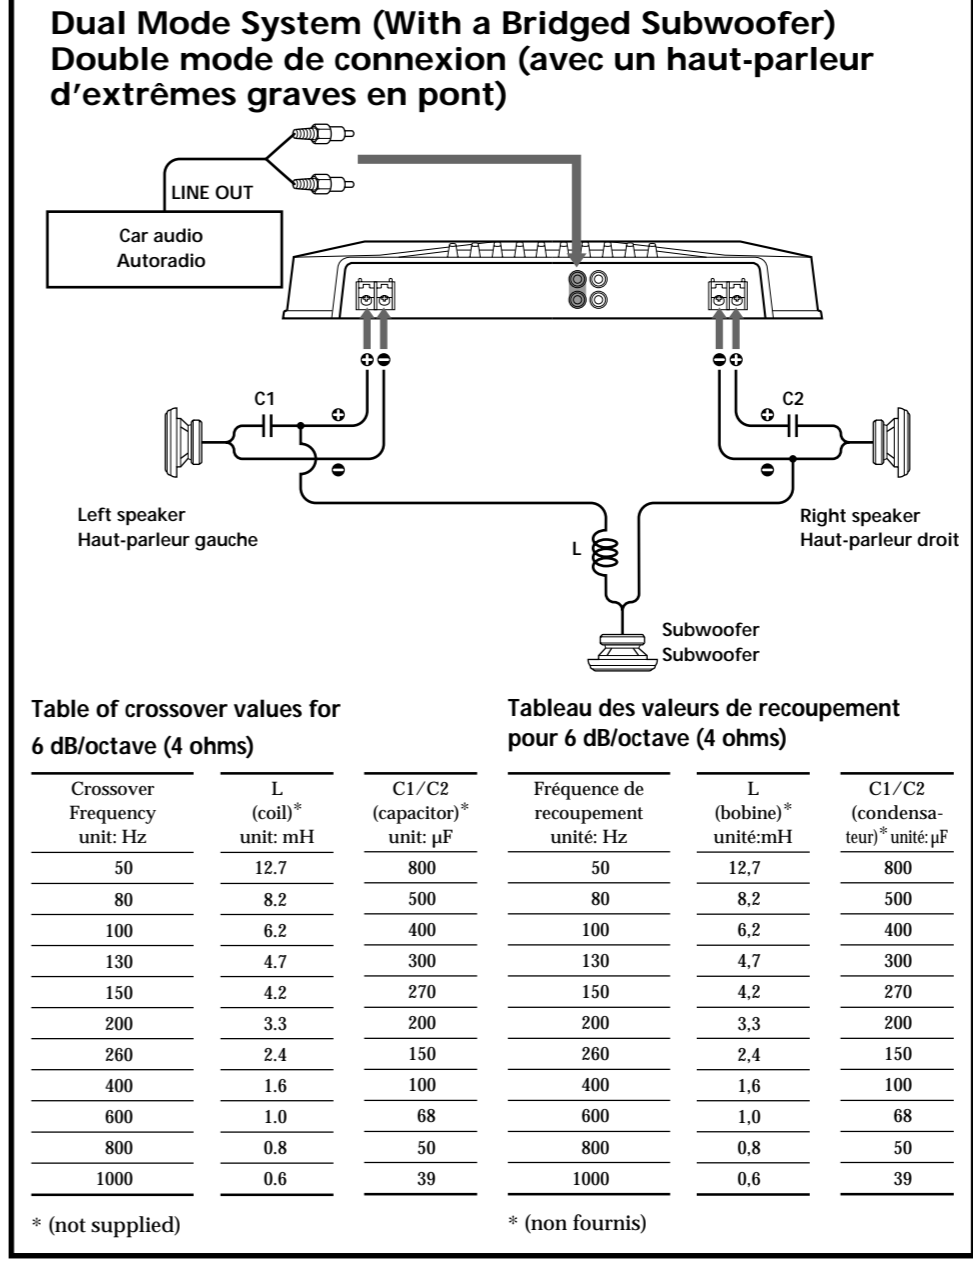 Dual Mode System (With a Bridged Subwoofer)
Double mode de connexion (avec un haut-parleur
d'extrêmes graves en pont)
LINE OUT
Car audio
Autoradio
C1
C2
Left speaker
Haut-parleur gauche
Right speaker
Haut-parleur droit
L
Subwoofer
Subwoofer
Table of crossover values for
6 dB/octave (4 ohms)
Crossover Frequency unit: Hz L (coil)* unit: mH C1/C2 (capacitor)* unit: µF
50 12.7 800
80 8.2 500
100 6.2 400
130 4.7 300
150 4.2 270
200 3.3 200
260 2.4 150
400 1.6 100
600 1.0 68
800 0.8 50
1000 0.6 39
* (not supplied)
Tableau des valeurs de recoupement
pour 6 dB/octave (4 ohms)
Fréquence de recoupement unité: Hz L (bobine)* unité:mH C1/C2 (condensa-teur)* unité: µF
50 12,7 800
80 8,2 500
100 6,2 400
130 4,7 300
150 4,2 270
200 3,3 200
260 2,4 150
400 1,6 100
600 1,0 68
800 0,8 50
1000 0,6 39
* (non fournis)